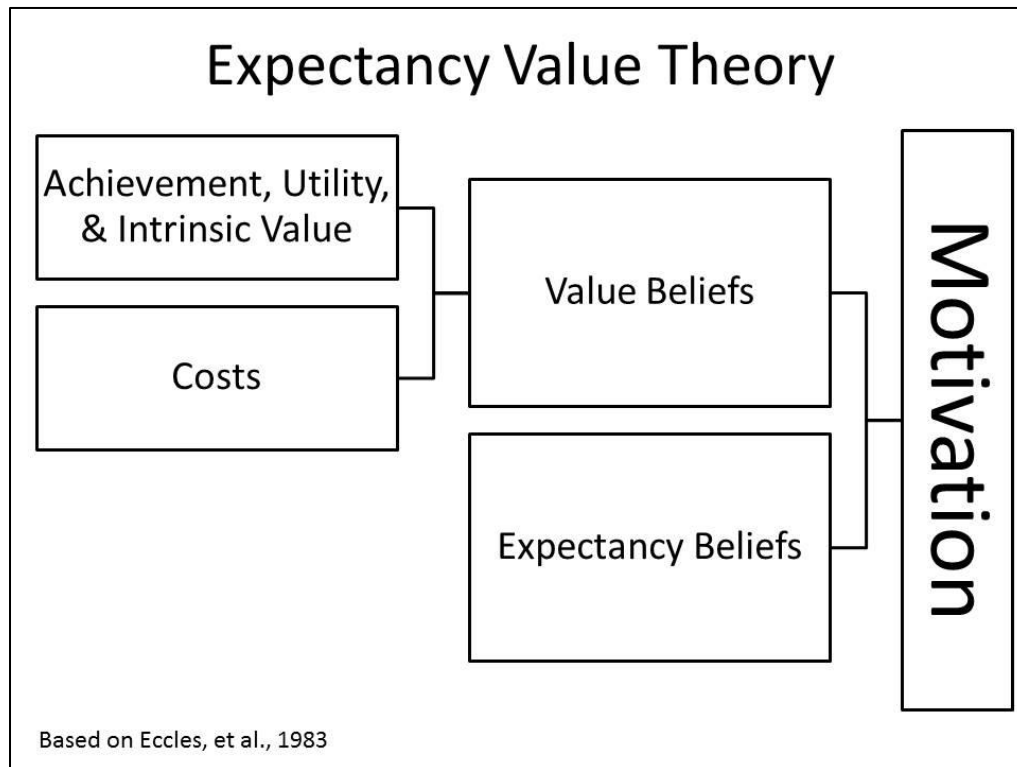 Expectancy Value Theory
Achievement, Utility,
& Intrinsic Value
Costs
Value Beliefs
Expectancy Beliefs
Motivation
Based on Eccles, et al., 1983